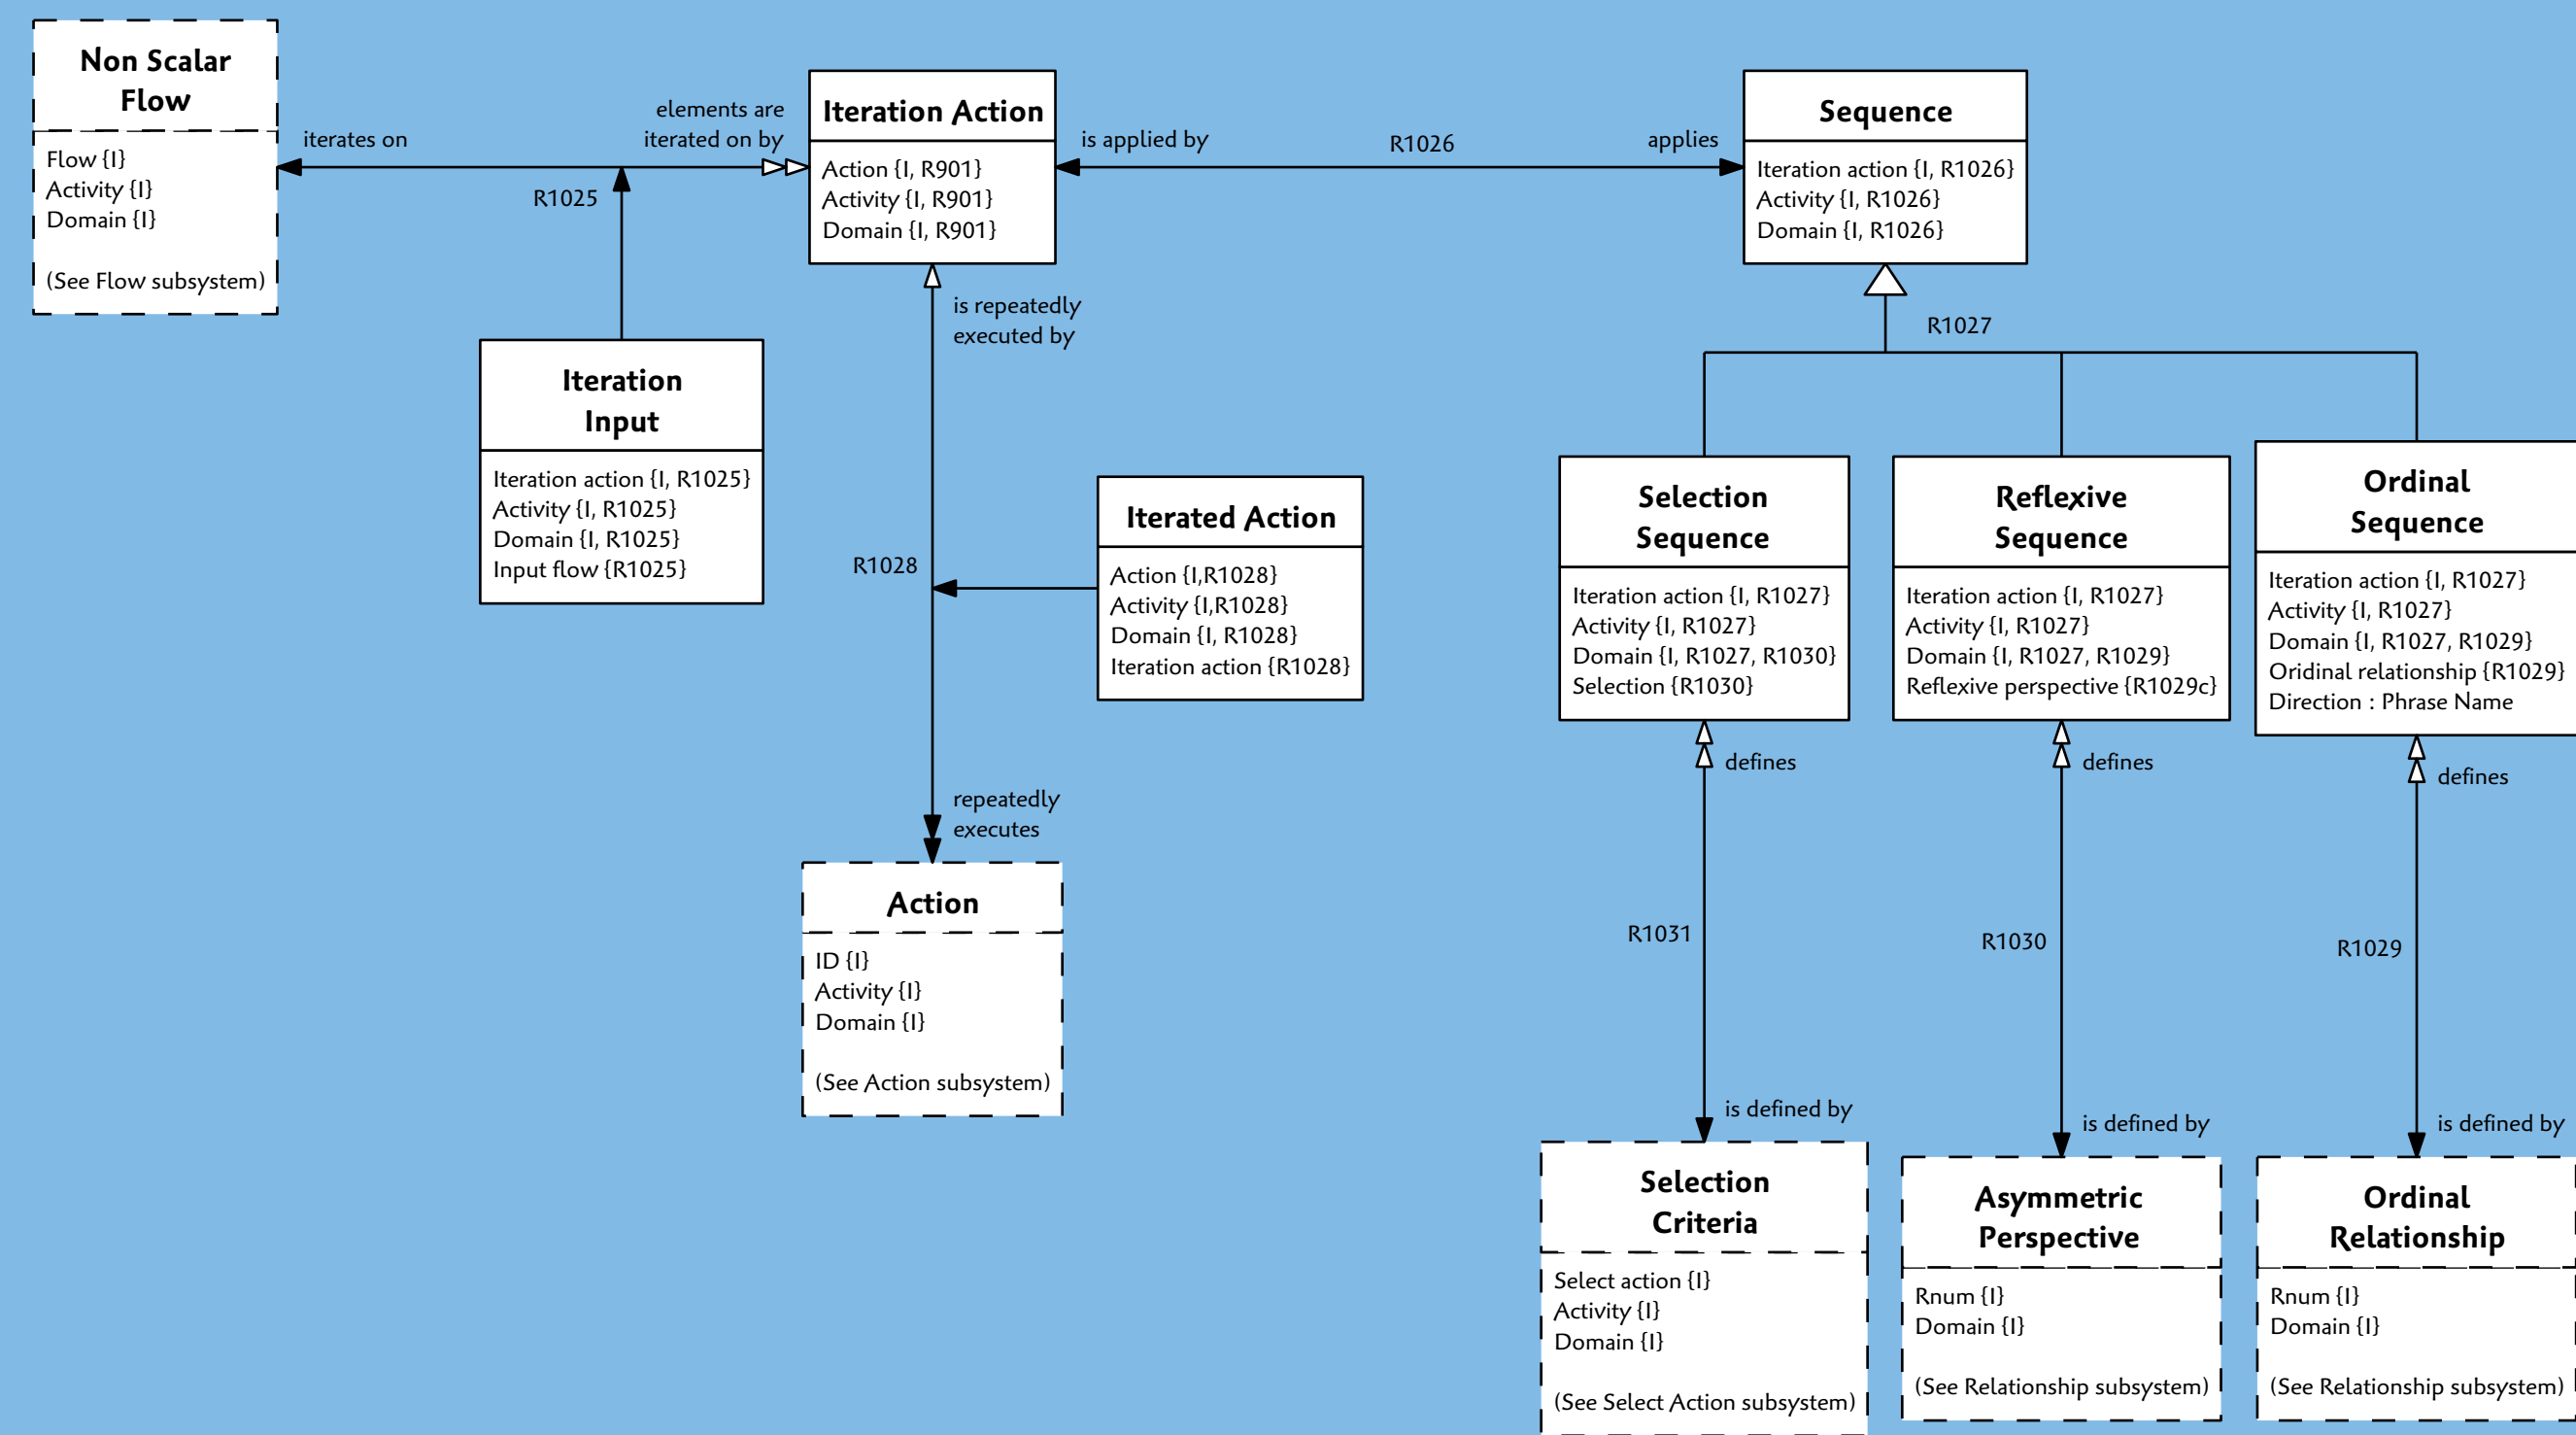 Non Scalar
Flow
Flow {I}
Activity {I}
Domain {I}
(See Flow subsystem)
iterates on
elements are
iterated on by
R1025
Iteration Action
Action {I, R901}
Activity {I, R901}
Domain {I, R901}
is applied by
R1026
applies
Sequence
Iteration action {I, R1026}
Activity {I, R1026}
Domain {I, R1026}
R1027
is repeatedly
executed by
Iteration
Input
Iteration action {I, R1025}
Activity {I, R1025}
Domain {I, R1025}
Input flow {R1025}
R1028
Iterated Action
Action {I,R1028}
Activity {I,R1028}
Domain {I, R1028}
Iteration action {R1028}
repeatedly
executes
Action
ID {I}
Activity {I}
Domain {I}
(See Action subsystem)
Selection
Sequence
Iteration action {I, R1027}
Activity {I, R1027}
Domain {I, R1027, R1030}
Selection {R1030}
Reflexive
Sequence
Iteration action {I, R1027}
Activity {I, R1027}
Domain {I, R1027, R1029}
Reflexive perspective {R1029c}
Ordinal
Sequence
Iteration action {I, R1027}
Activity {I, R1027}
Domain {I, R1027, R1029}
Oridinal relationship {R1029}
Direction : Phrase Name
defines
defines
defines
R1031
R1030
R1029
is defined by
is defined by
is defined by
Selection
Criteria
Select action {I}
Activity {I}
Domain {I}
(See Select Action subsystem)
Asymmetric
Perspective
Rnum {I}
Domain {I}
(See Relationship subsystem)
Ordinal
Relationship
Rnum {I}
Domain {I}
(See Relationship subsystem)